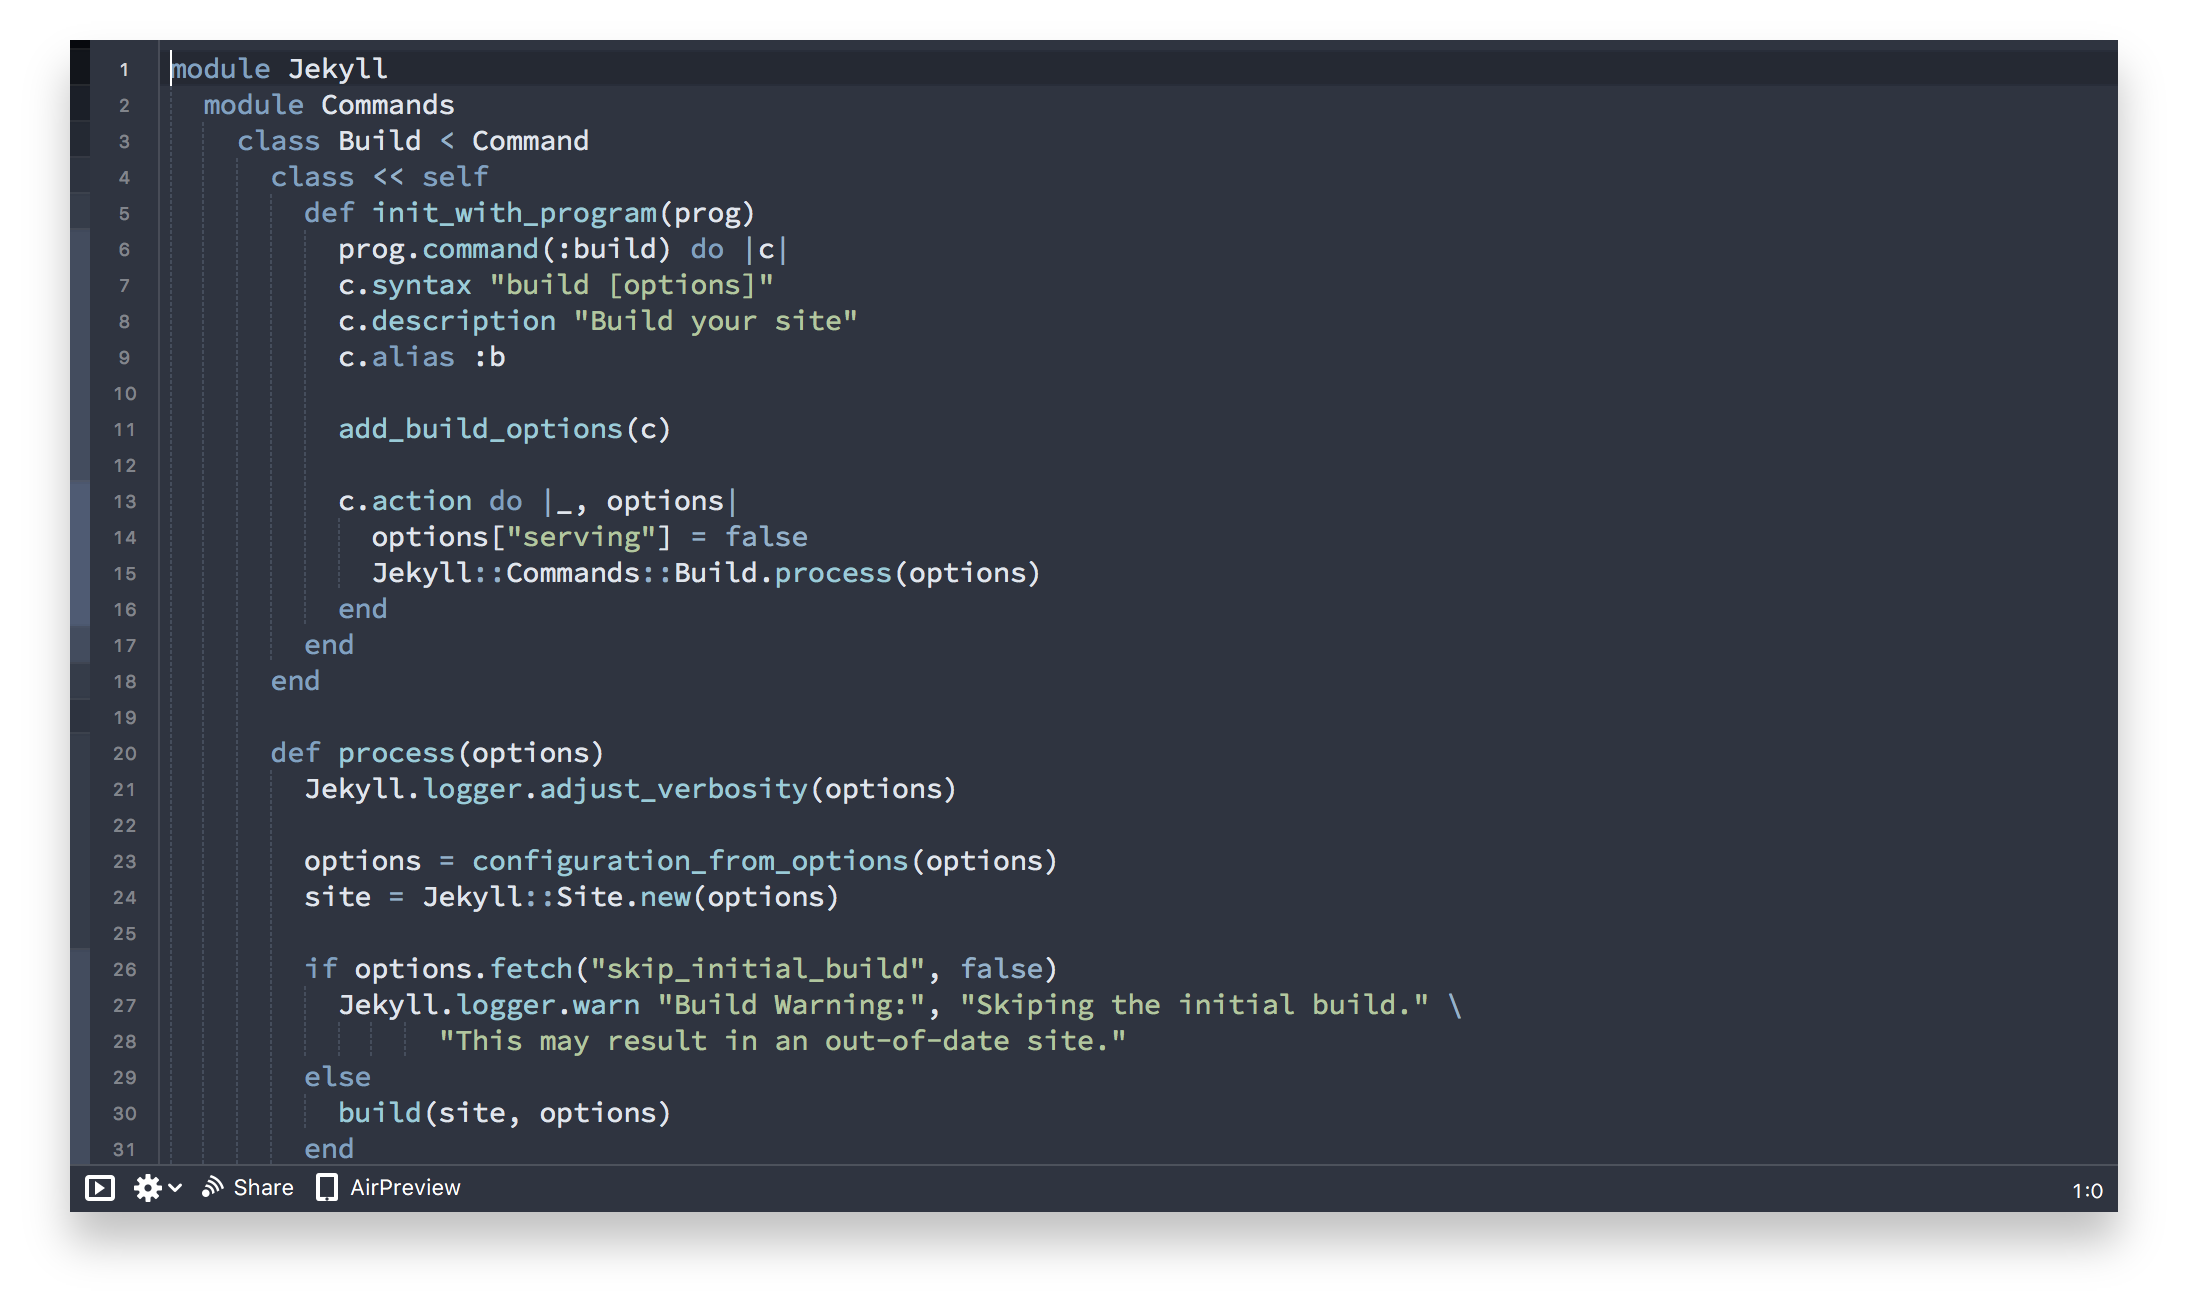 1 module Jekyll
2   module Commands
3     class Build < Command
4       class << self
5         def init_with_program(prog)
6           prog.command(:build) do |c|
7           c.syntax "build [options]"
8           c.description "Build your site"
9           c.alias :b
10
11           add_build_options(c)
12
13           c.action do |_, options|
14             options["serving"] = false
15             Jekyll::Commands::Build.process(options)
16           end
17         end
18       end
19
20       def process(options)
21         Jekyll.logger.adjust_verbosity(options)
22
23         options = configuration_from_options(options)
24         site = Jekyll::Site.new(options)
25
26         if options.fetch("skip_initial_build", false)
27           Jekyll.logger.warn "Build Warning:", "Skiping the initial build." \
28                 "This may result in an out-of-date site."
29         else
30           build(site, options)
31         end
Share AirPreview 1:0